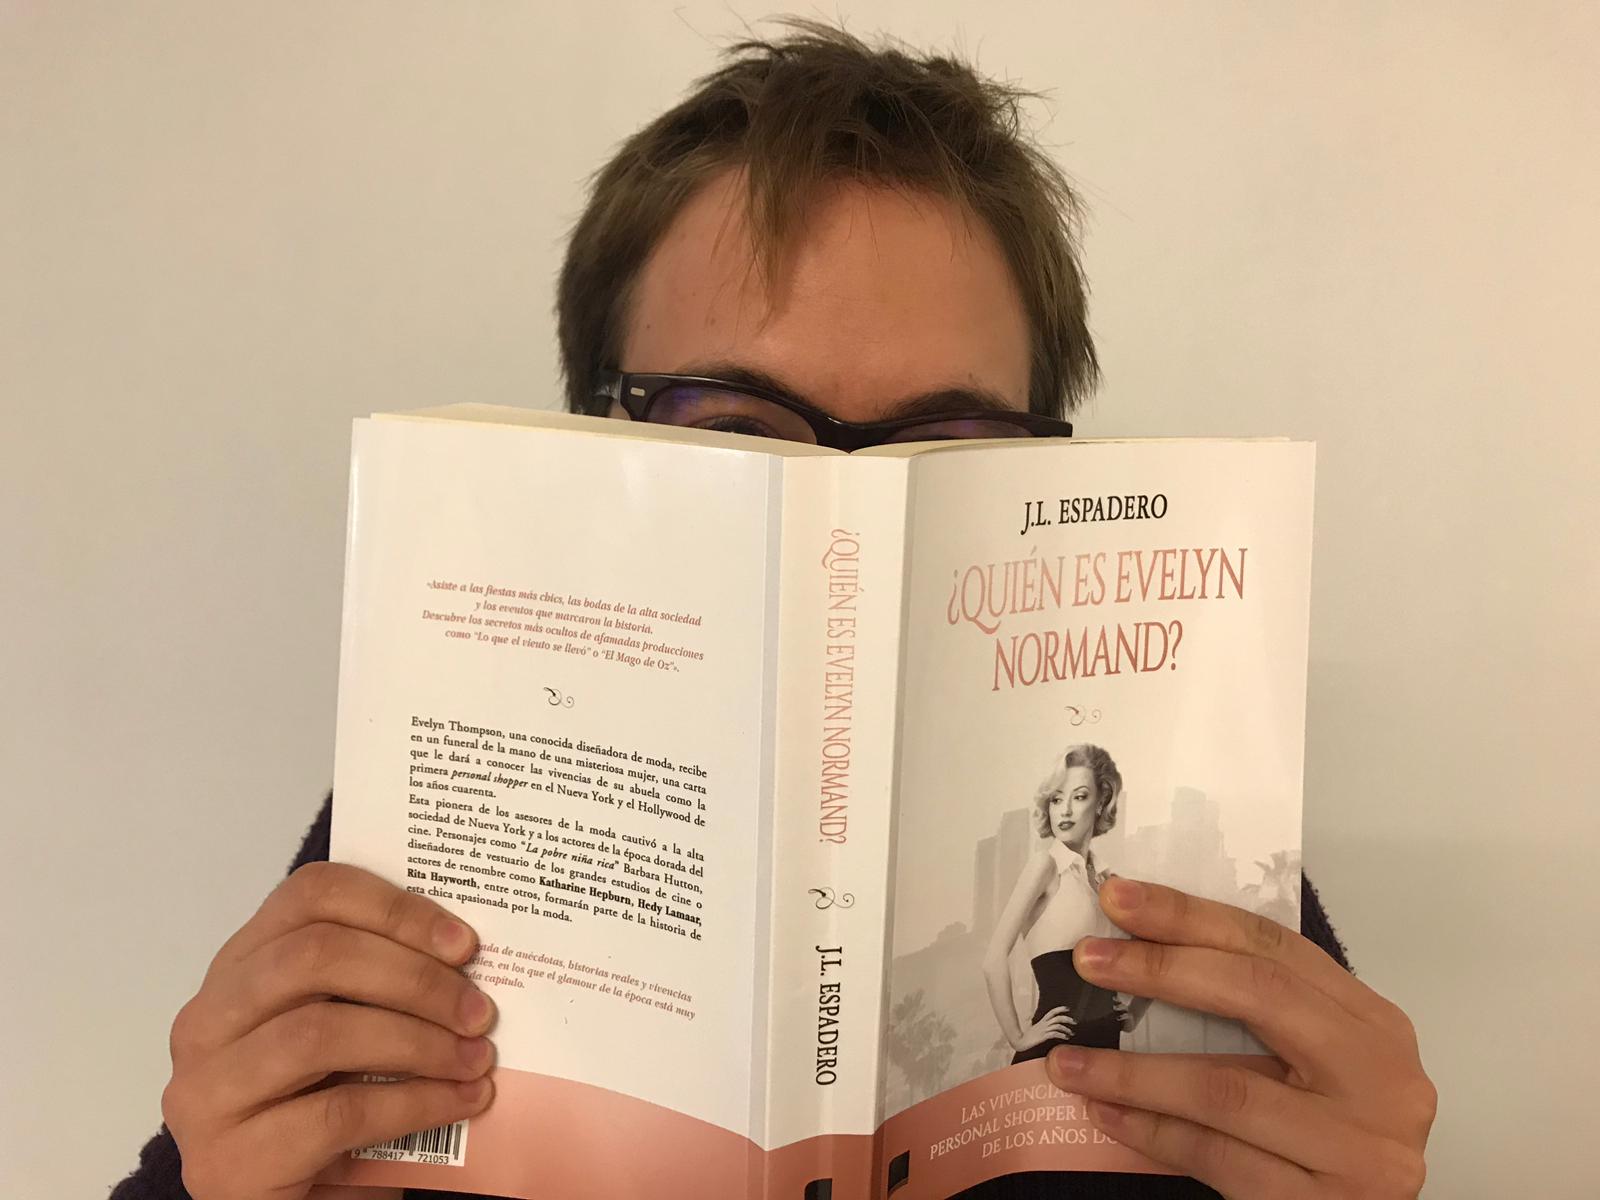 «Asiste a las fiestas más chics, las bodas de la alta sociedad
y los eventos que marcaron la historia.
Descubre los secretos más ocultos de afamadas producciones
como "Lo que el viento se llevó" o "El Mago de Oz"».
Evelyn Thompson, una conocida diseñadora de moda, recibe
en un funeral de la mano de una misteriosa mujer, una carta
que le dará a conocer las vivencias de su abuela como la
primera personal shopper en el Nueva York y el Hollywood de
los años cuarenta.
Esta pionera de los asesores de la moda cautivó a la alta
sociedad de Nueva York y a los actores de la época dorada del
cine. Personajes como "La pobre niña rica" Barbara Hutton,
diseñadores de vestuario de los grandes estudios de cine o
actores de renombre como Katharine Hepburn, Hedy Lamaar,
Rita Hayworth, entre otros, formarán parte de la historia de
esta chica apasionada por la moda.
de anécdotas, historias reales y vivencias
en los que el glamour de la época está muy
capítulo.
9 788417 721053
¿QUIÉN ES EVELYN NORMAND?
J.L. ESPADERO
J.L. ESPADERO
¿QUIÉN ES EVELYN
NORMAND?
LAS VIVENCIAS
PERSONAL SHOPPER
DE LOS AÑOS